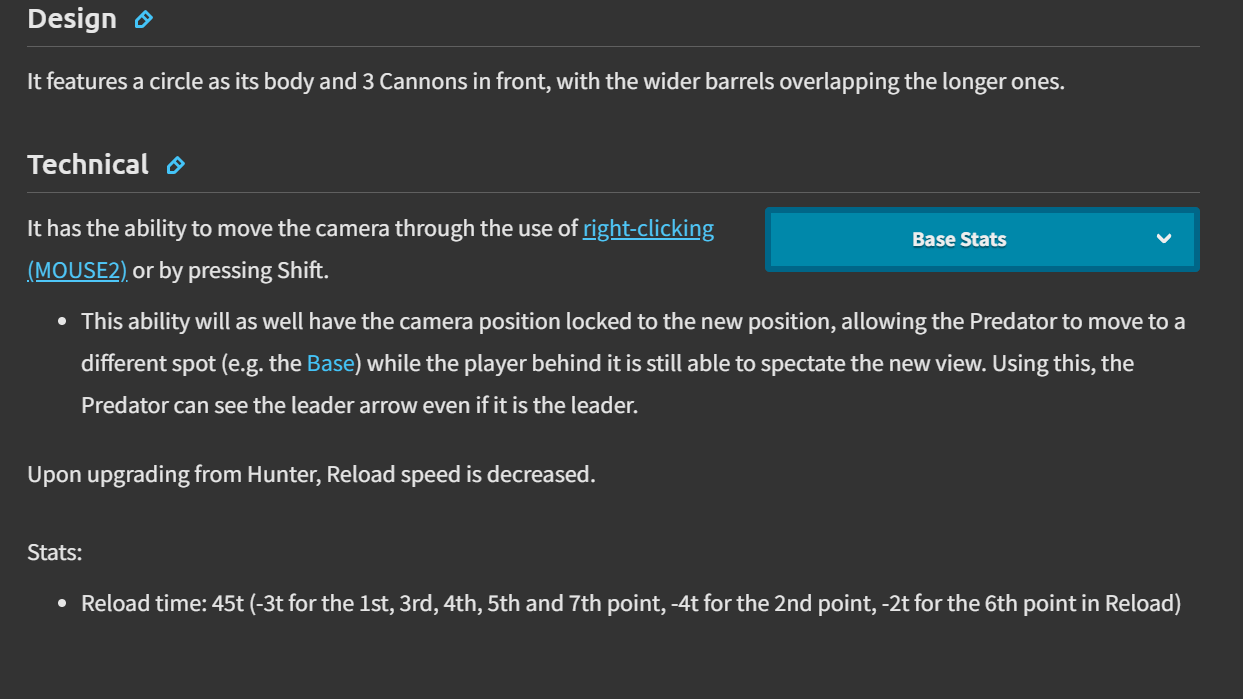 Design
It features a circle as its body and 3 Cannons in front, with the wider barrels overlapping the longer ones.
Technical
It has the ability to move the camera through the use of right-clicking
(MOUSE2) or by pressing Shift.
Base Stats
• This ability will as well have the camera position locked to the new position, allowing the Predator to move to a
different spot (e.g. the Base) while the player behind it is still able to spectate the new view. Using this, the
Predator can see the leader arrow even if it is the leader.
Upon upgrading from Hunter, Reload speed is decreased.
Stats:
• Reload time: 45t (-3t for the 1st, 3rd, 4th, 5th and 7th point, -4t for the 2nd point, -2t for the 6th point in Reload)